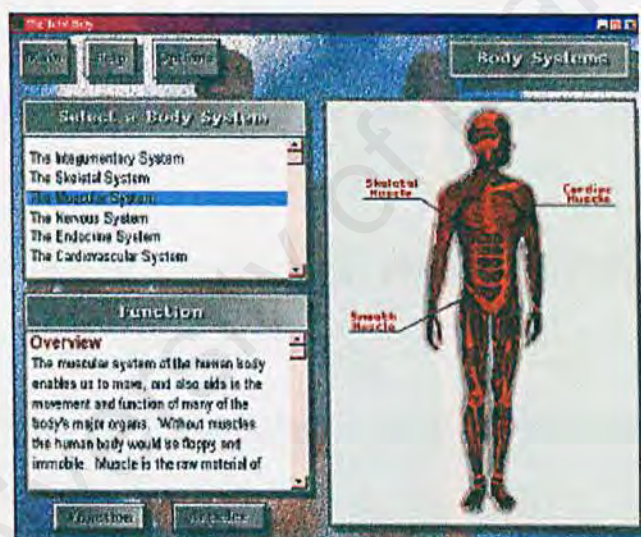 Main Help Options
Body Systems
Select a Body System
The Integumentary System
The Skeletal System
The Muscular System
The Nervous System
The Endocrine System
The Cardiovascular System
Function
Overview
The muscular system of the human body
enables us to move, and also aids in the
movement and function of many of the
body's major organs. Without muscles
the human body would be floppy and
immobile. Muscle is the raw material of
Function
Skeletal
Muscle
Cardiac
Muscle
Smooth
Muscle